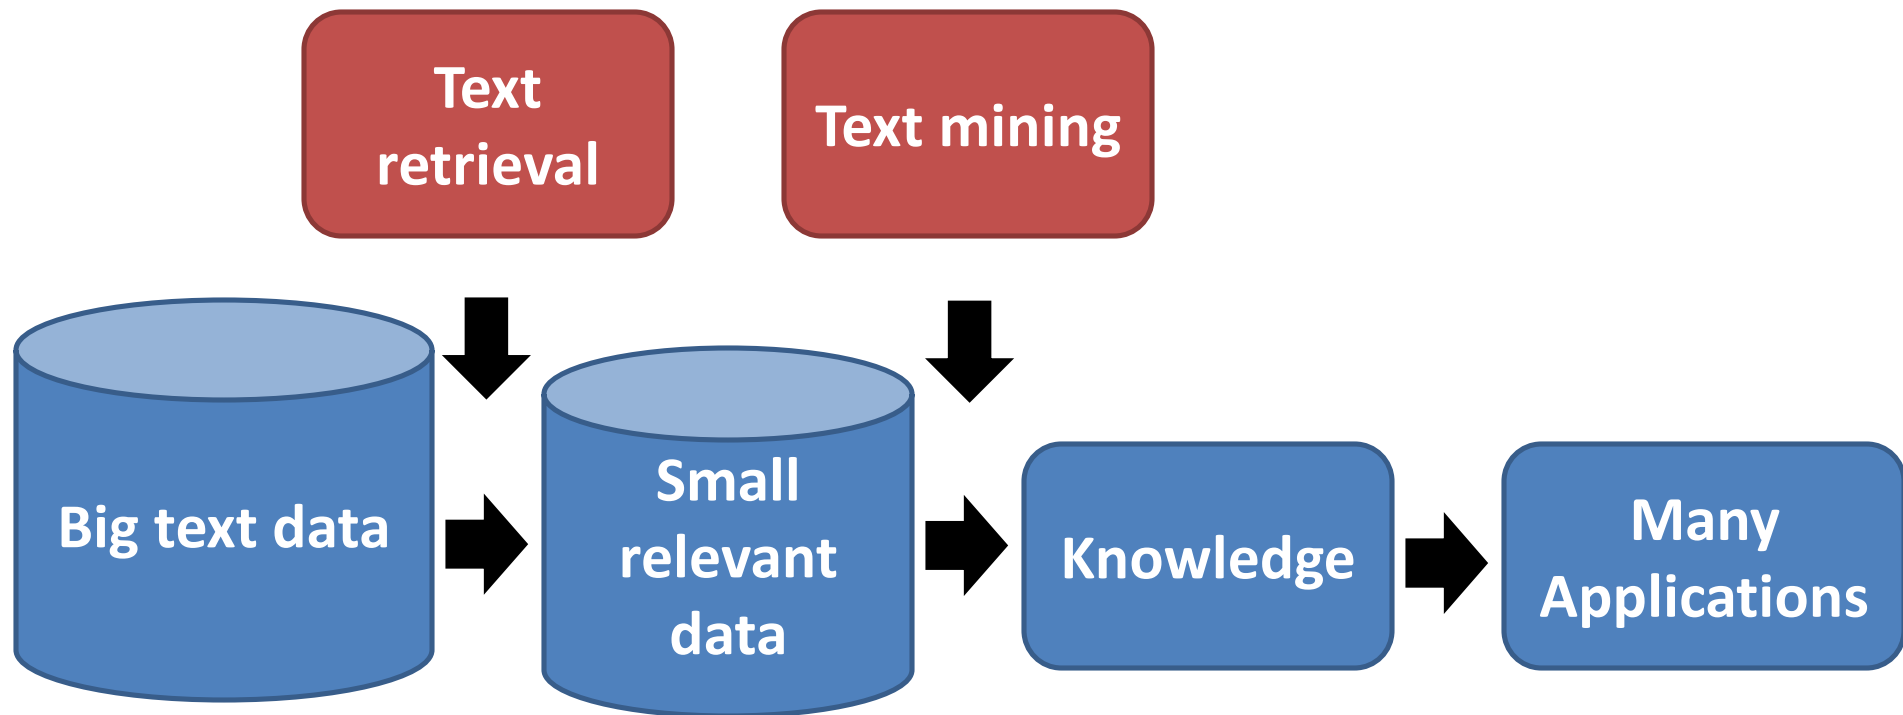 Text
retrieval
Text mining
Big text data
Small
relevant
data
Knowledge
Many
Applications